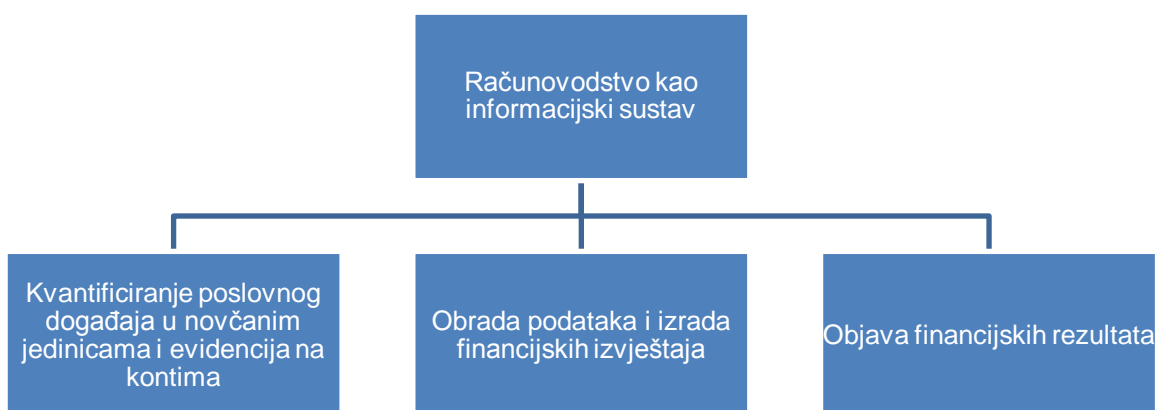 Računovodstvo kao
informacijski sustav
Kvantificiranje poslovnog
događaja u novčanim
jedinicama i evidencija na
kontima
Obrada podataka i izrada
financijskih izvještaja
Objava financijskih rezultata